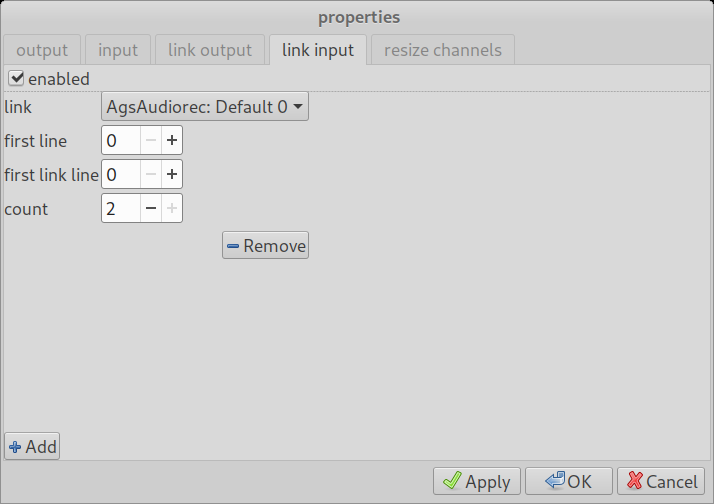 properties
output input link output link input resize channels
enabled
link AgsAudiorec: Default 0
first line 0
first link line 0
count 2
Remove
Add
Apply OK Cancel